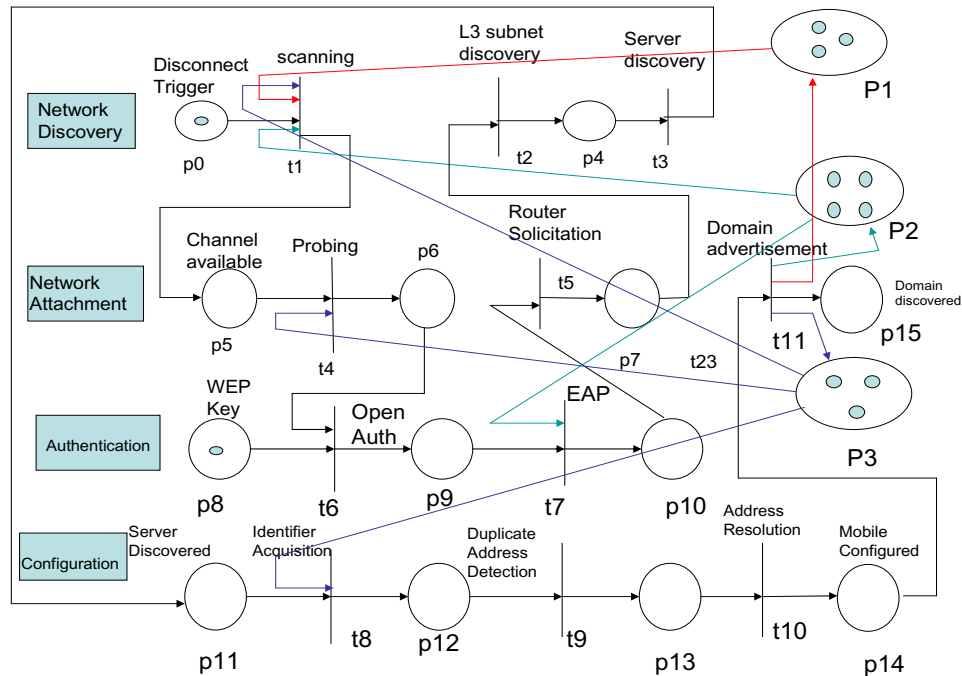 L3 subnet
discovery
Server
discovery
scanning
Disconnect
Trigger
P1
Network
Discovery
p0
t1
t2
p4
t3
P2
Router
Solicitation
Domain
advertisement
Channel
available
Probing
p6
t5
Network
Attachment
Domain
discovered
p5
t4
p7
t23
t11
p15
WEP
Key
Open
Auth
EAP
Authentication
P3
p8
t6
p9
t7
p10
Server
Discovered
Identifier
Acquisition
Duplicate
Address
Detection
Address
Resolution
Mobile
Configured
Configuration
p11
t8
p12
t9
p13
t10
p14